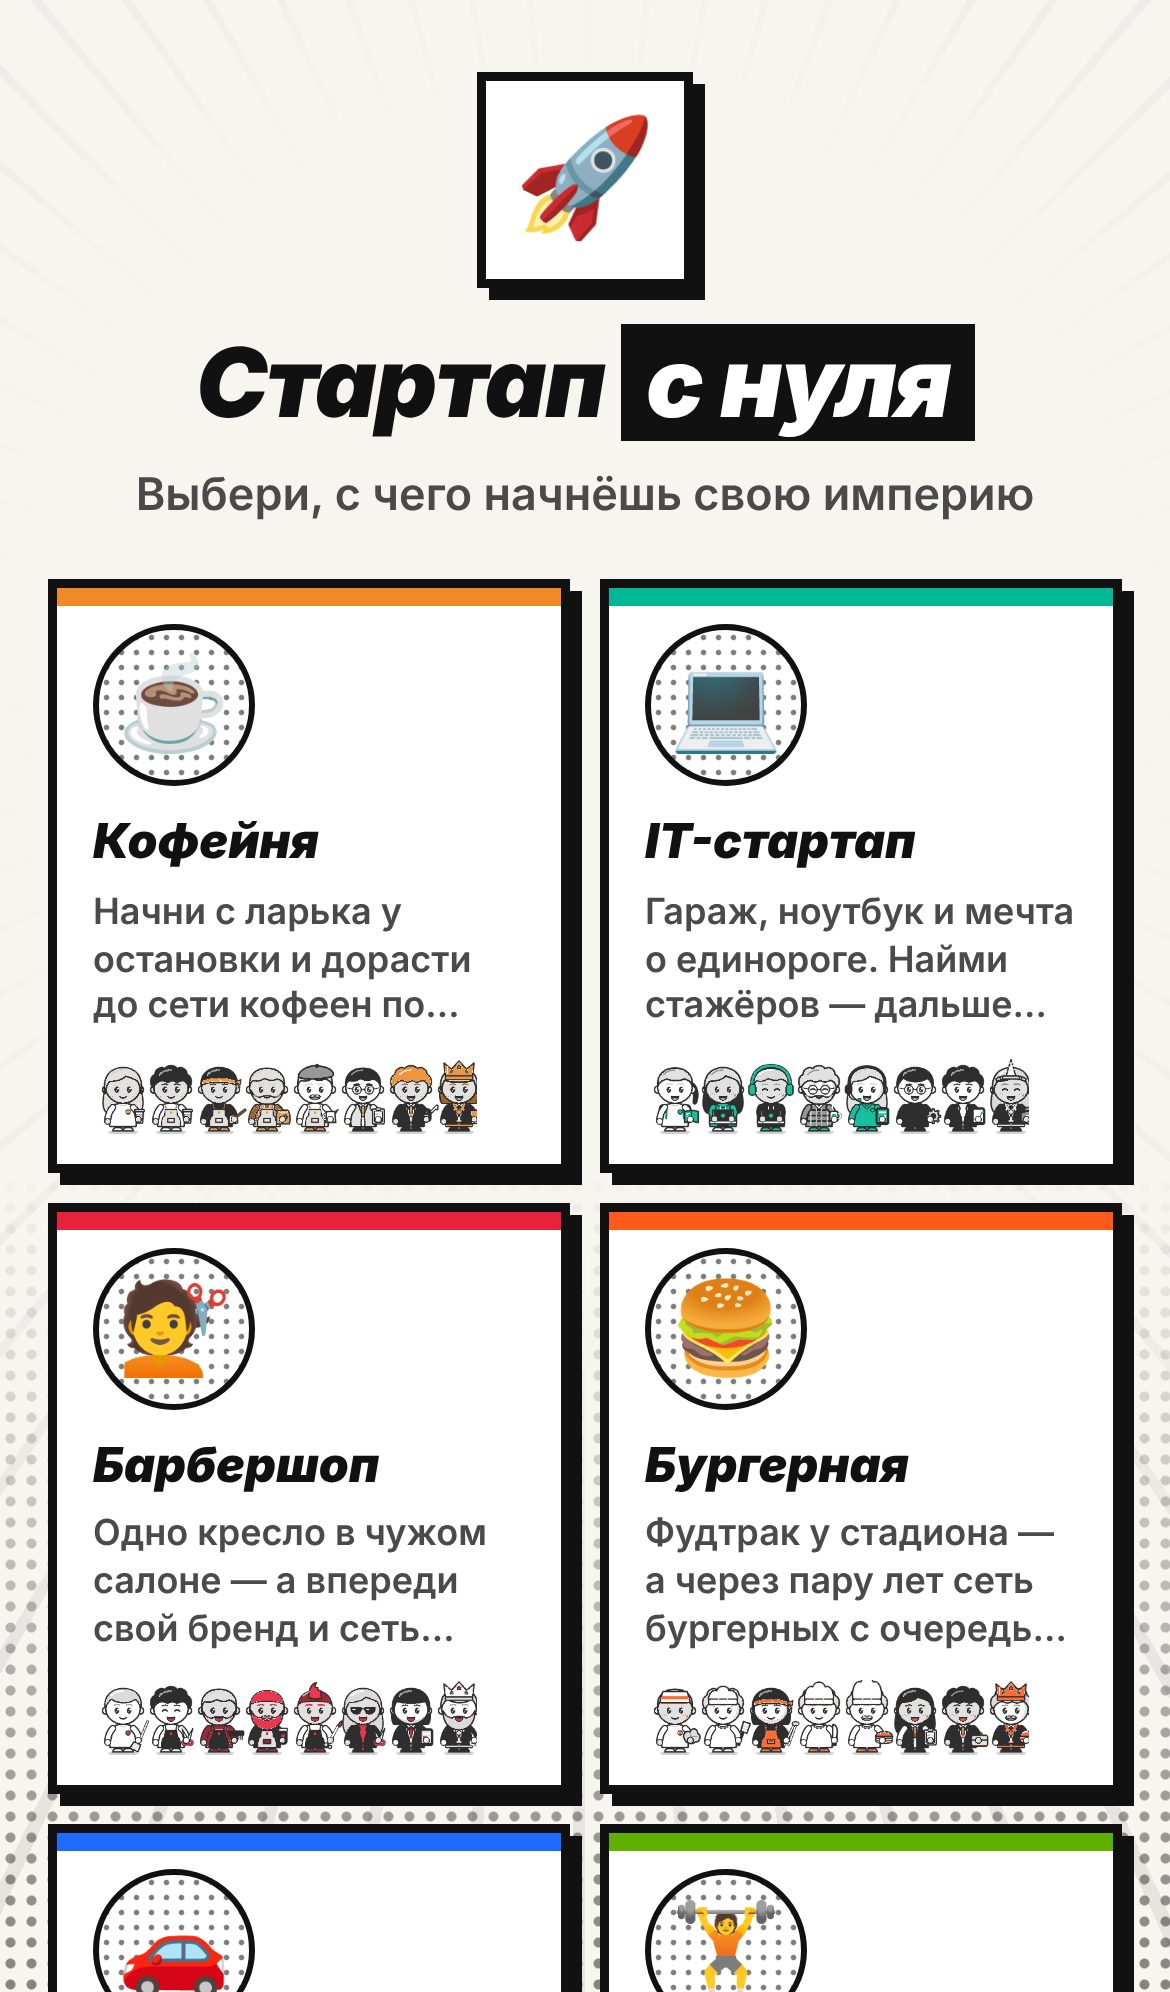 Стартап с нуля
Выбери, с чего начнёшь свою империю
Кофейня
Начни с ларька у
остановки и дорасти
до сети кофеен по...
IT-стартап
Гараж, ноутбук и мечта
о единороге. Найми
стажёров — дальше...
Барбершоп
Одно кресло в чужом
салоне — а впереди
свой бренд и сеть...
Бургерная
Фудтрак у стадиона —
а через пару лет сеть
бургерных с очередь...